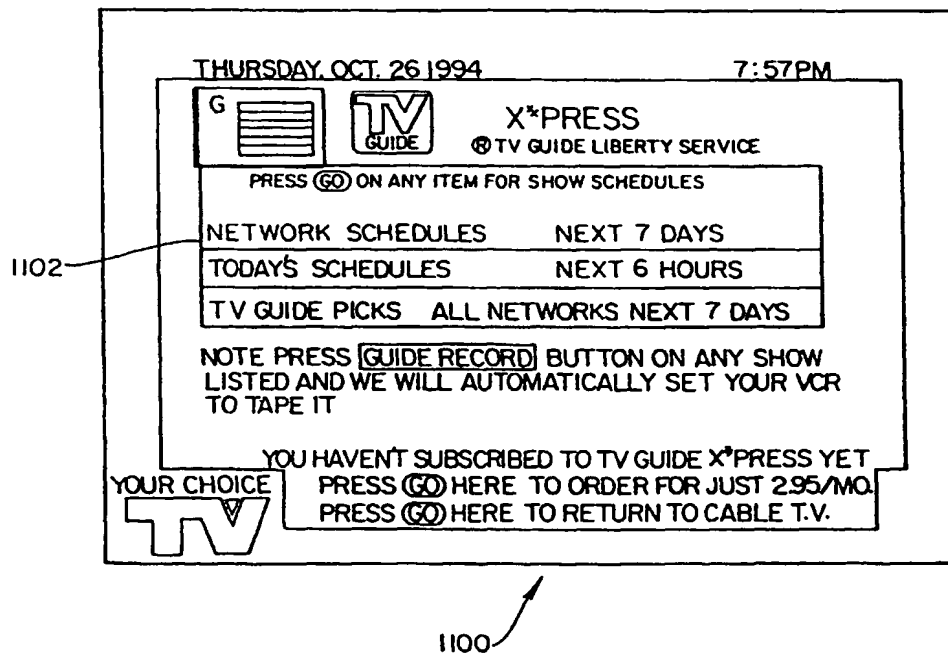 THURSDAY. OCT. 26 1994 7:57PM
G TV GUIDE X*PRESS
® TV GUIDE LIBERTY SERVICE
PRESS GO ON ANY ITEM FOR SHOW SCHEDULES
NETWORK SCHEDULES NEXT 7 DAYS
1102
TODAY'S SCHEDULES NEXT 6 HOURS
TV GUIDE PICKS ALL NETWORKS NEXT 7 DAYS
NOTE PRESS GUIDE RECORD BUTTON ON ANY SHOW
LISTED AND WE WILL AUTOMATICALLY SET YOUR VCR
TO TAPE IT
YOU HAVEN'T SUBSCRIBED TO TV GUIDE X*PRESS YET
YOUR CHOICE PRESS GO HERE TO ORDER FOR JUST 2.95/MO.
TV PRESS GO HERE TO RETURN TO CABLE T.V.
1100